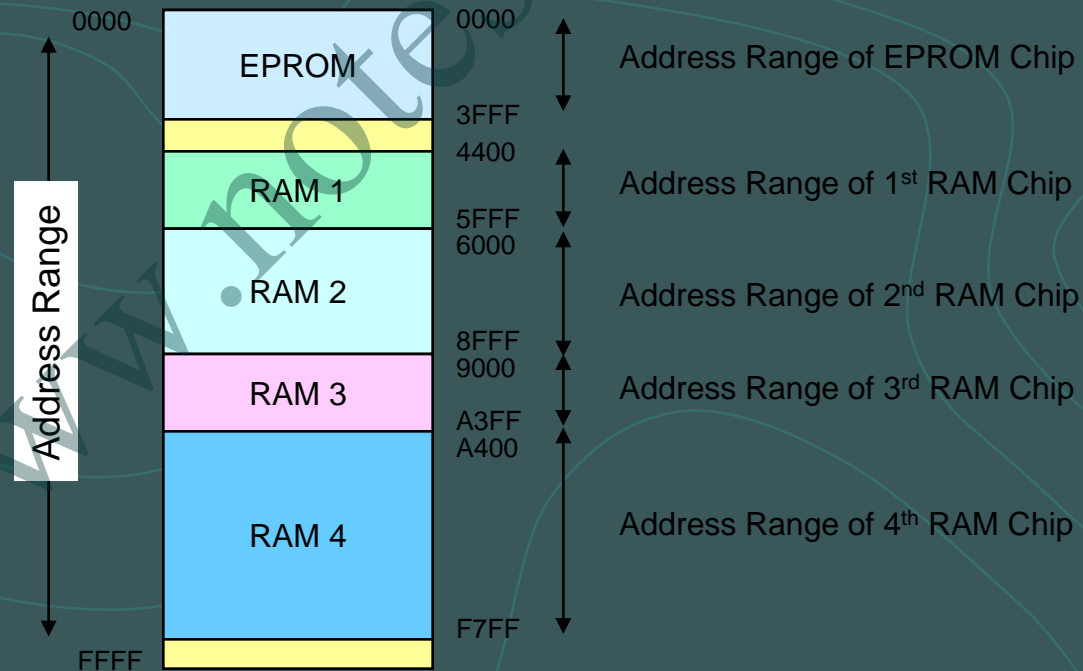 0000
0000
EPROM
Address Range of EPROM Chip
3FFF
4400
RAM 1
Address Range of 1st RAM Chip
5FFF
6000
Address Range
RAM 2
Address Range of 2nd RAM Chip
8FFF
9000
RAM 3
Address Range of 3rd RAM Chip
A3FF
A400
RAM 4
Address Range of 4th RAM Chip
F7FF
FFFF
www.note